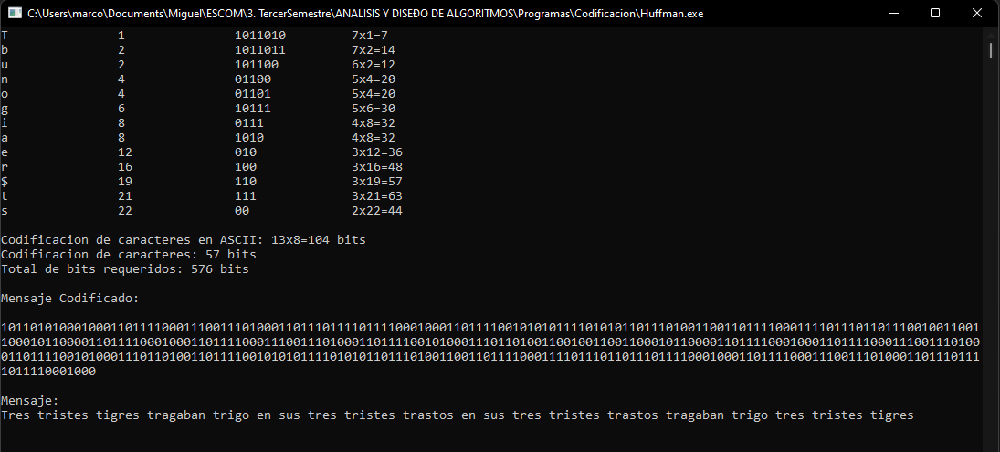 C:\Users\marco\Documents\Miguel\ESCOM\3. TercerSemestre\ANALISIS Y DISEÐO DE ALGORITMOS\Programas\Codificacion\Huffman.exe
T 1 1011010 7x1=7
b 2 1011011 7x2=14
u 2 101100 6x2=12
n 4 01100 5x4=20
o 4 01101 5x4=20
g 6 10111 5x6=30
i 8 0111 4x8=32
a 8 1010 4x8=32
e 12 010 3x12=36
r 16 100 3x16=48
$ 19 110 3x19=57
t 21 111 3x21=63
s 22 00 2x22=44
Codificacion de caracteres en ASCII: 13x8=104 bits
Codificacion de caracteres: 57 bits
Total de bits requeridos: 576 bits
Mensaje Codificado:
10110101000100011011110001110011101000110111011110111100010001101111001010101111010101101110100110011011110001111011101101110010011001
10001011000011011110001000110111100011100111010001101111001010001110110100110010011001100010110000110111100010001101111000111001110100
01101111001010001110110100110111100101010111101010110111010011001101111000111101110110111011110001000110111100011100111010001101110111
1011110001000
Mensaje:
Tres tristes tigres tragaban trigo en sus tres tristes trastos en sus tres tristes trastos tragaban trigo tres tristes tigres